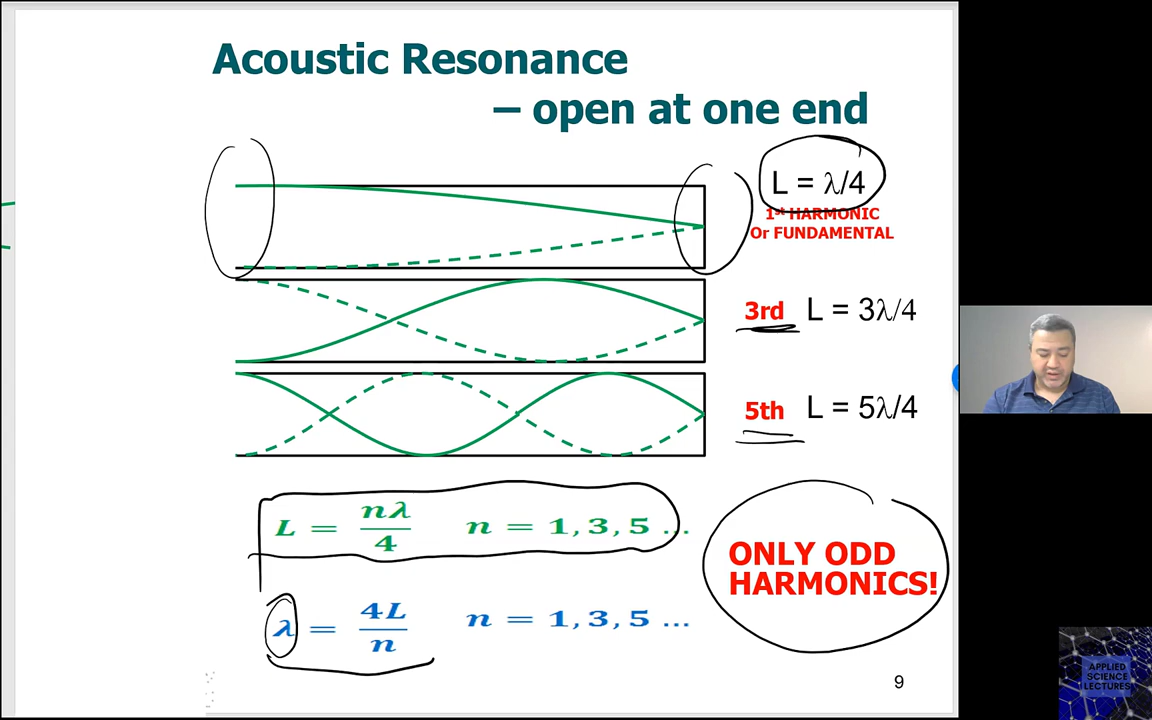 Acoustic Resonance
– open at one end
L = λ/4
1st HARMONIC
Or FUNDAMENTAL
3rd L = 3λ/4
5th L = 5λ/4
L = nλ/4 n = 1, 3, 5 ...
ONLY ODD
HARMONICS!
λ = 4L/n n = 1, 3, 5 ...
9
APPLIED
SCIENCE
LECTURES